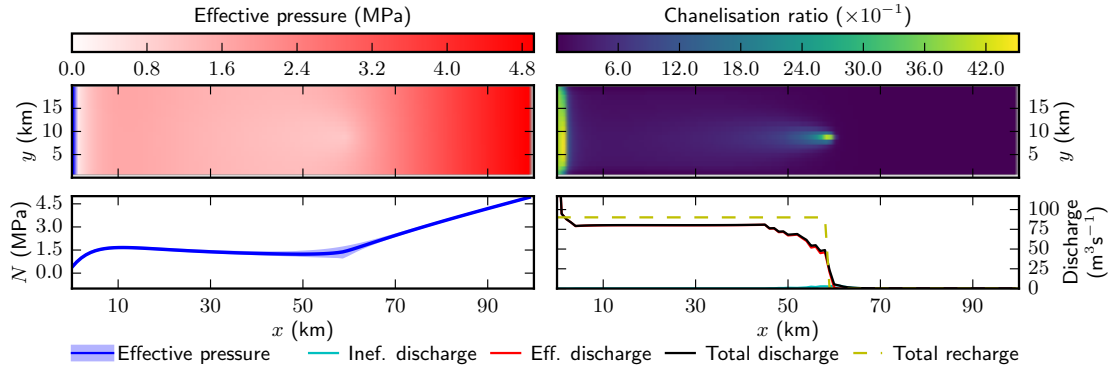 Effective pressure (MPa)
Chanelisation ratio (×10⁻¹)
0.0 0.8 1.6 2.4 3.2 4.0 4.8
6.0 12.0 18.0 24.0 30.0 36.0 42.0
y (km)
15
10
5
15
10
5
y (km)
N (MPa)
4.5
3.0
1.5
0.0
100
75
50
25
0
Discharge
(m³s⁻¹)
10 30 50 70 90
10 30 50 70 90
x (km)
x (km)
Effective pressure Inef. discharge Eff. discharge Total discharge Total recharge